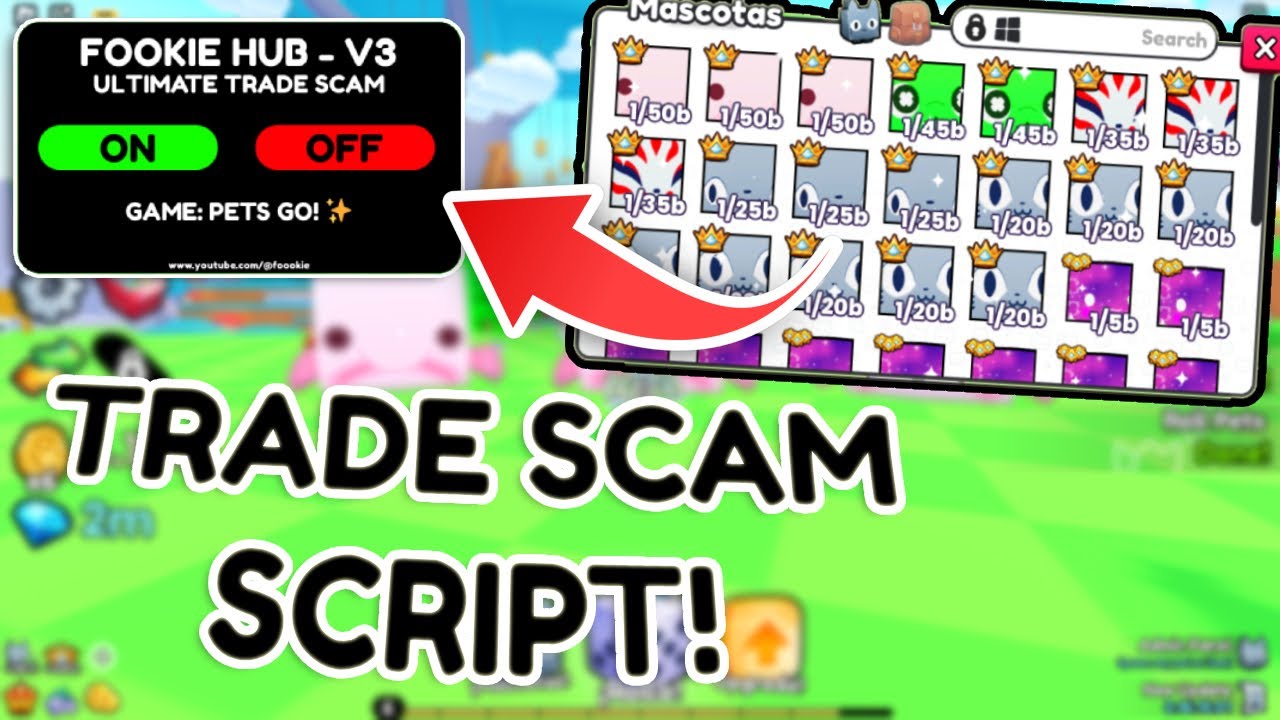 FOOKIE HUB - V3
ULTIMATE TRADE SCAM
ON OFF
GAME: PETS GO! ✨
www.youtube.com/@foookie
Mascotas
Search
1/50b 1/50b 1/50b 1/45b 1/45b 1/35b 1/35b
1/35b 1/25b 1/25b 1/25b 1/20b 1/20b 1/20b
1/20b 1/20b 1/20b 1/5b 1/5b
2m
TRADE SCAM
SCRIPT!